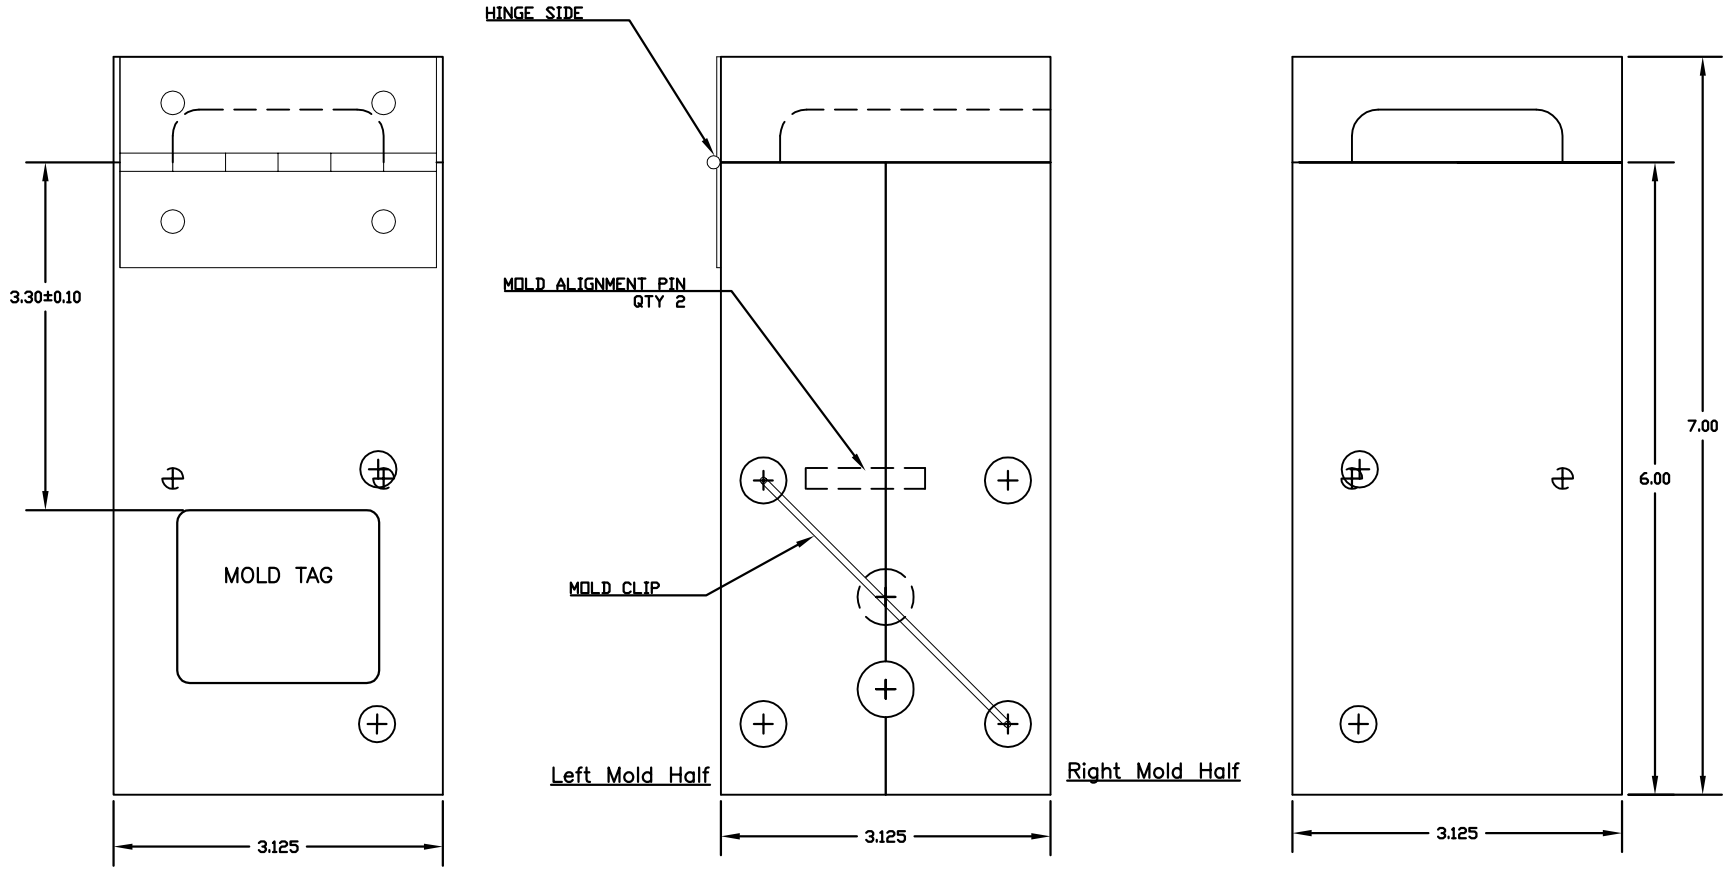 HINGE SIDE
3.30±0.10
MOLD ALIGNMENT PIN
QTY 2
7.00
6.00
MOLD TAG
MOLD CLIP
Left Mold Half
Right Mold Half
3.125
3.125
3.125